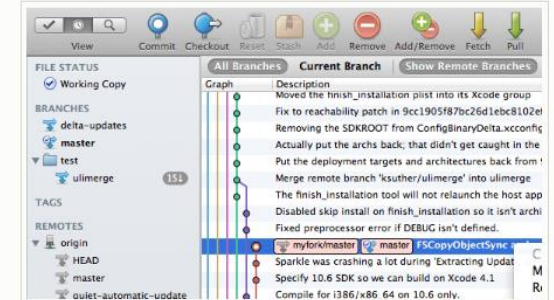 View
Commit
Checkout
Reset
Stash
Add
Remove
Add/Remove
Fetch
Pull
FILE STATUS
Working Copy
BRANCHES
delta-updates
master
test
ulimerge 15↓
TAGS
REMOTES
origin
HEAD
master
quiet-automatic-update
All Branches Current Branch Show Remote Branches
Graph Description
Moved the finish_installation plist into its Xcode group
Fix to reachability patch in 9cc1905f87bc26d1ebc8102et
Removing the SDKROOT from ConfigBinaryDelta.xcconfig
Actually put the archs back; that didn't get caught in the
Put the deployment targets and architectures back from
Merge remote branch 'ksuther/ulimerge' into ulimerge
The finish_installation tool will not relaunch the host app
Disabled skip install on finish_installation so it isn't archi
Fixed preprocessor error if DEBUG isn't defined.
myfork/master master FSCopyObjectSync
Sparkle was crashing a lot during 'Extracting Updat
Specify 10.6 SDK so we can build on Xcode 4.1
Compile for i386/x86_64 on 10.6 only.